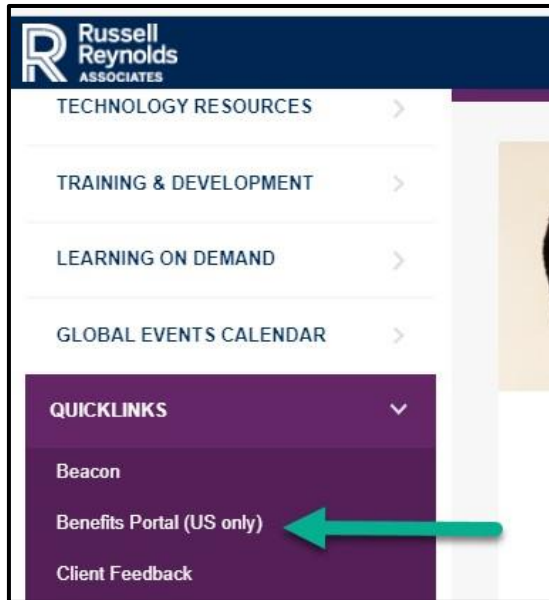 Russell
Reynolds
ASSOCIATES
TECHNOLOGY RESOURCES
TRAINING & DEVELOPMENT
LEARNING ON DEMAND
GLOBAL EVENTS CALENDAR
QUICKLINKS
Beacon
Benefits Portal (US only)
Client Feedback